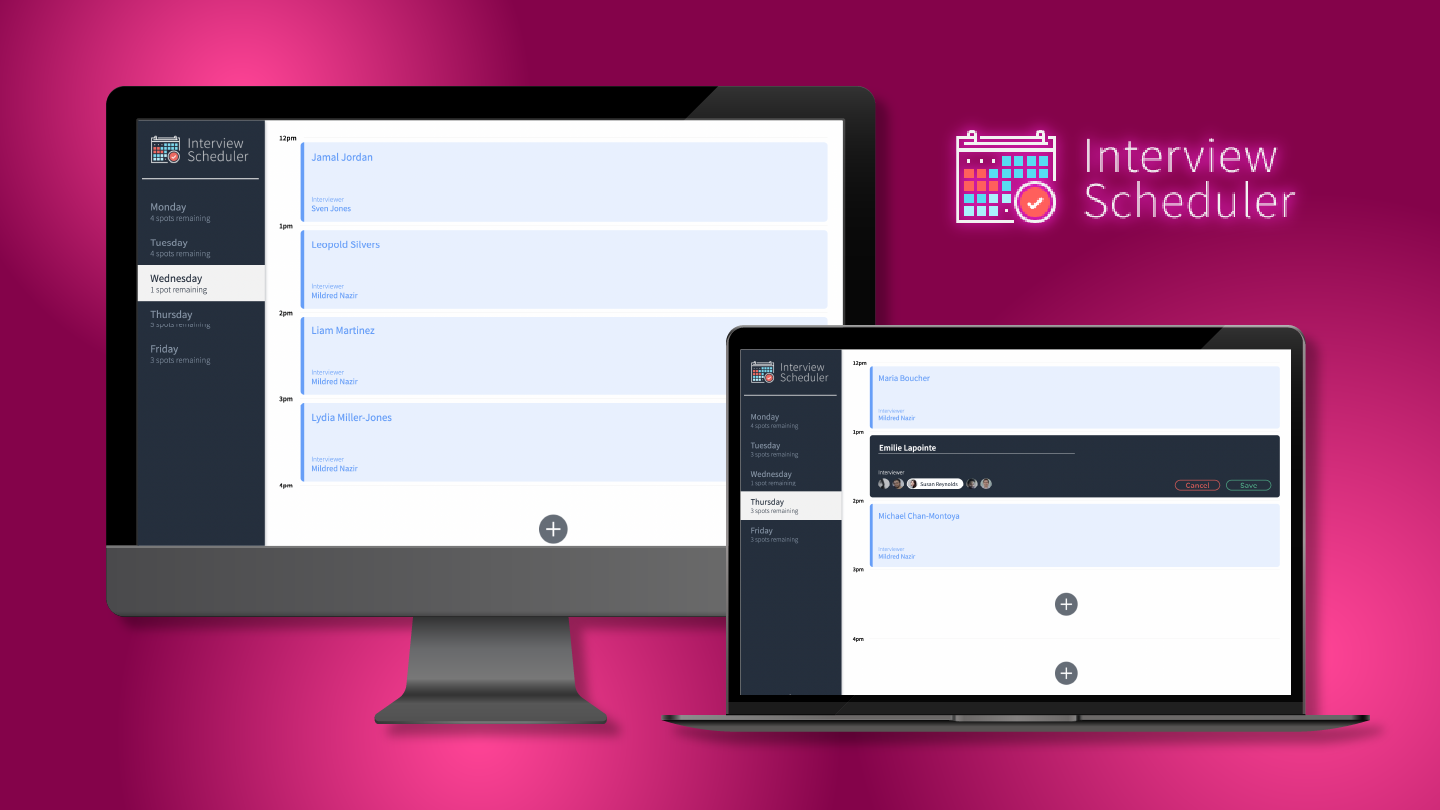 Interview
Scheduler
Monday
4 spots remaining
Tuesday
4 spots remaining
Wednesday
1 spot remaining
Thursday
3 spots remaining
Friday
3 spots remaining
12pm
Jamal Jordan
Interviewer
Sven Jones
1pm
Leopold Silvers
Interviewer
Mildred Nazir
2pm
Liam Martinez
Interviewer
Mildred Nazir
3pm
Lydia Miller-Jones
Interviewer
Mildred Nazir
4pm
Interview
Scheduler
Interview
Scheduler
Monday
4 spots remaining
Tuesday
3 spots remaining
Wednesday
1 spot remaining
Thursday
3 spots remaining
Friday
3 spots remaining
12pm
Maria Boucher
Interviewer
Mildred Nazir
1pm
Emilie Lapointe
Interviewer
Susan Reynolds
Cancel
Save
2pm
Michael Chan-Montoya
Interviewer
Mildred Nazir
3pm
4pm